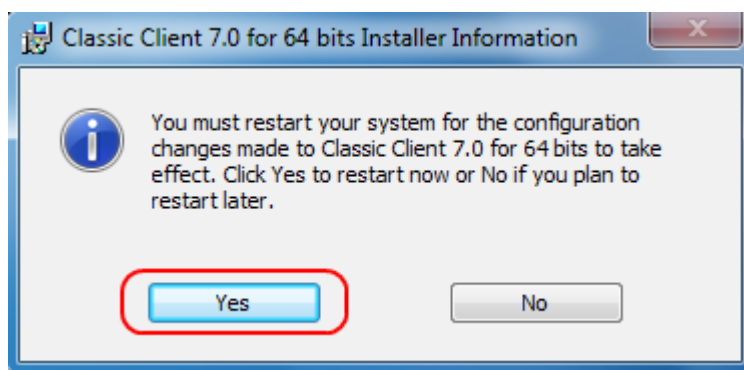 Classic Client 7.0 for 64 bits Installer Information
You must restart your system for the configuration
changes made to Classic Client 7.0 for 64 bits to take
effect. Click Yes to restart now or No if you plan to
restart later.
Yes
No